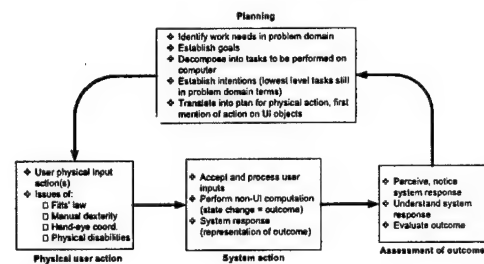 Planning
❖ Identify work needs in problem domain
❖ Establish goals
❖ Decompose into tasks to be performed on
computer
❖ Establish intentions (lowest level tasks still
in problem domain terms)
❖ Translate into plan for physical action, first
mention of action on UI objects
❖ User physical input
action(s)
❖ Issues of:
☐ Fitts' law
☐ Manual dexterity
☐ Hand-eye coord.
☐ Physical disabilities
Physical user action
❖ Accept and process user
inputs
❖ Perform non-UI computation
(state change = outcome)
❖ System response
(representation of outcome)
System action
❖ Perceive, notice
system response
❖ Understand system
response
❖ Evaluate outcome
Assessment of outcome